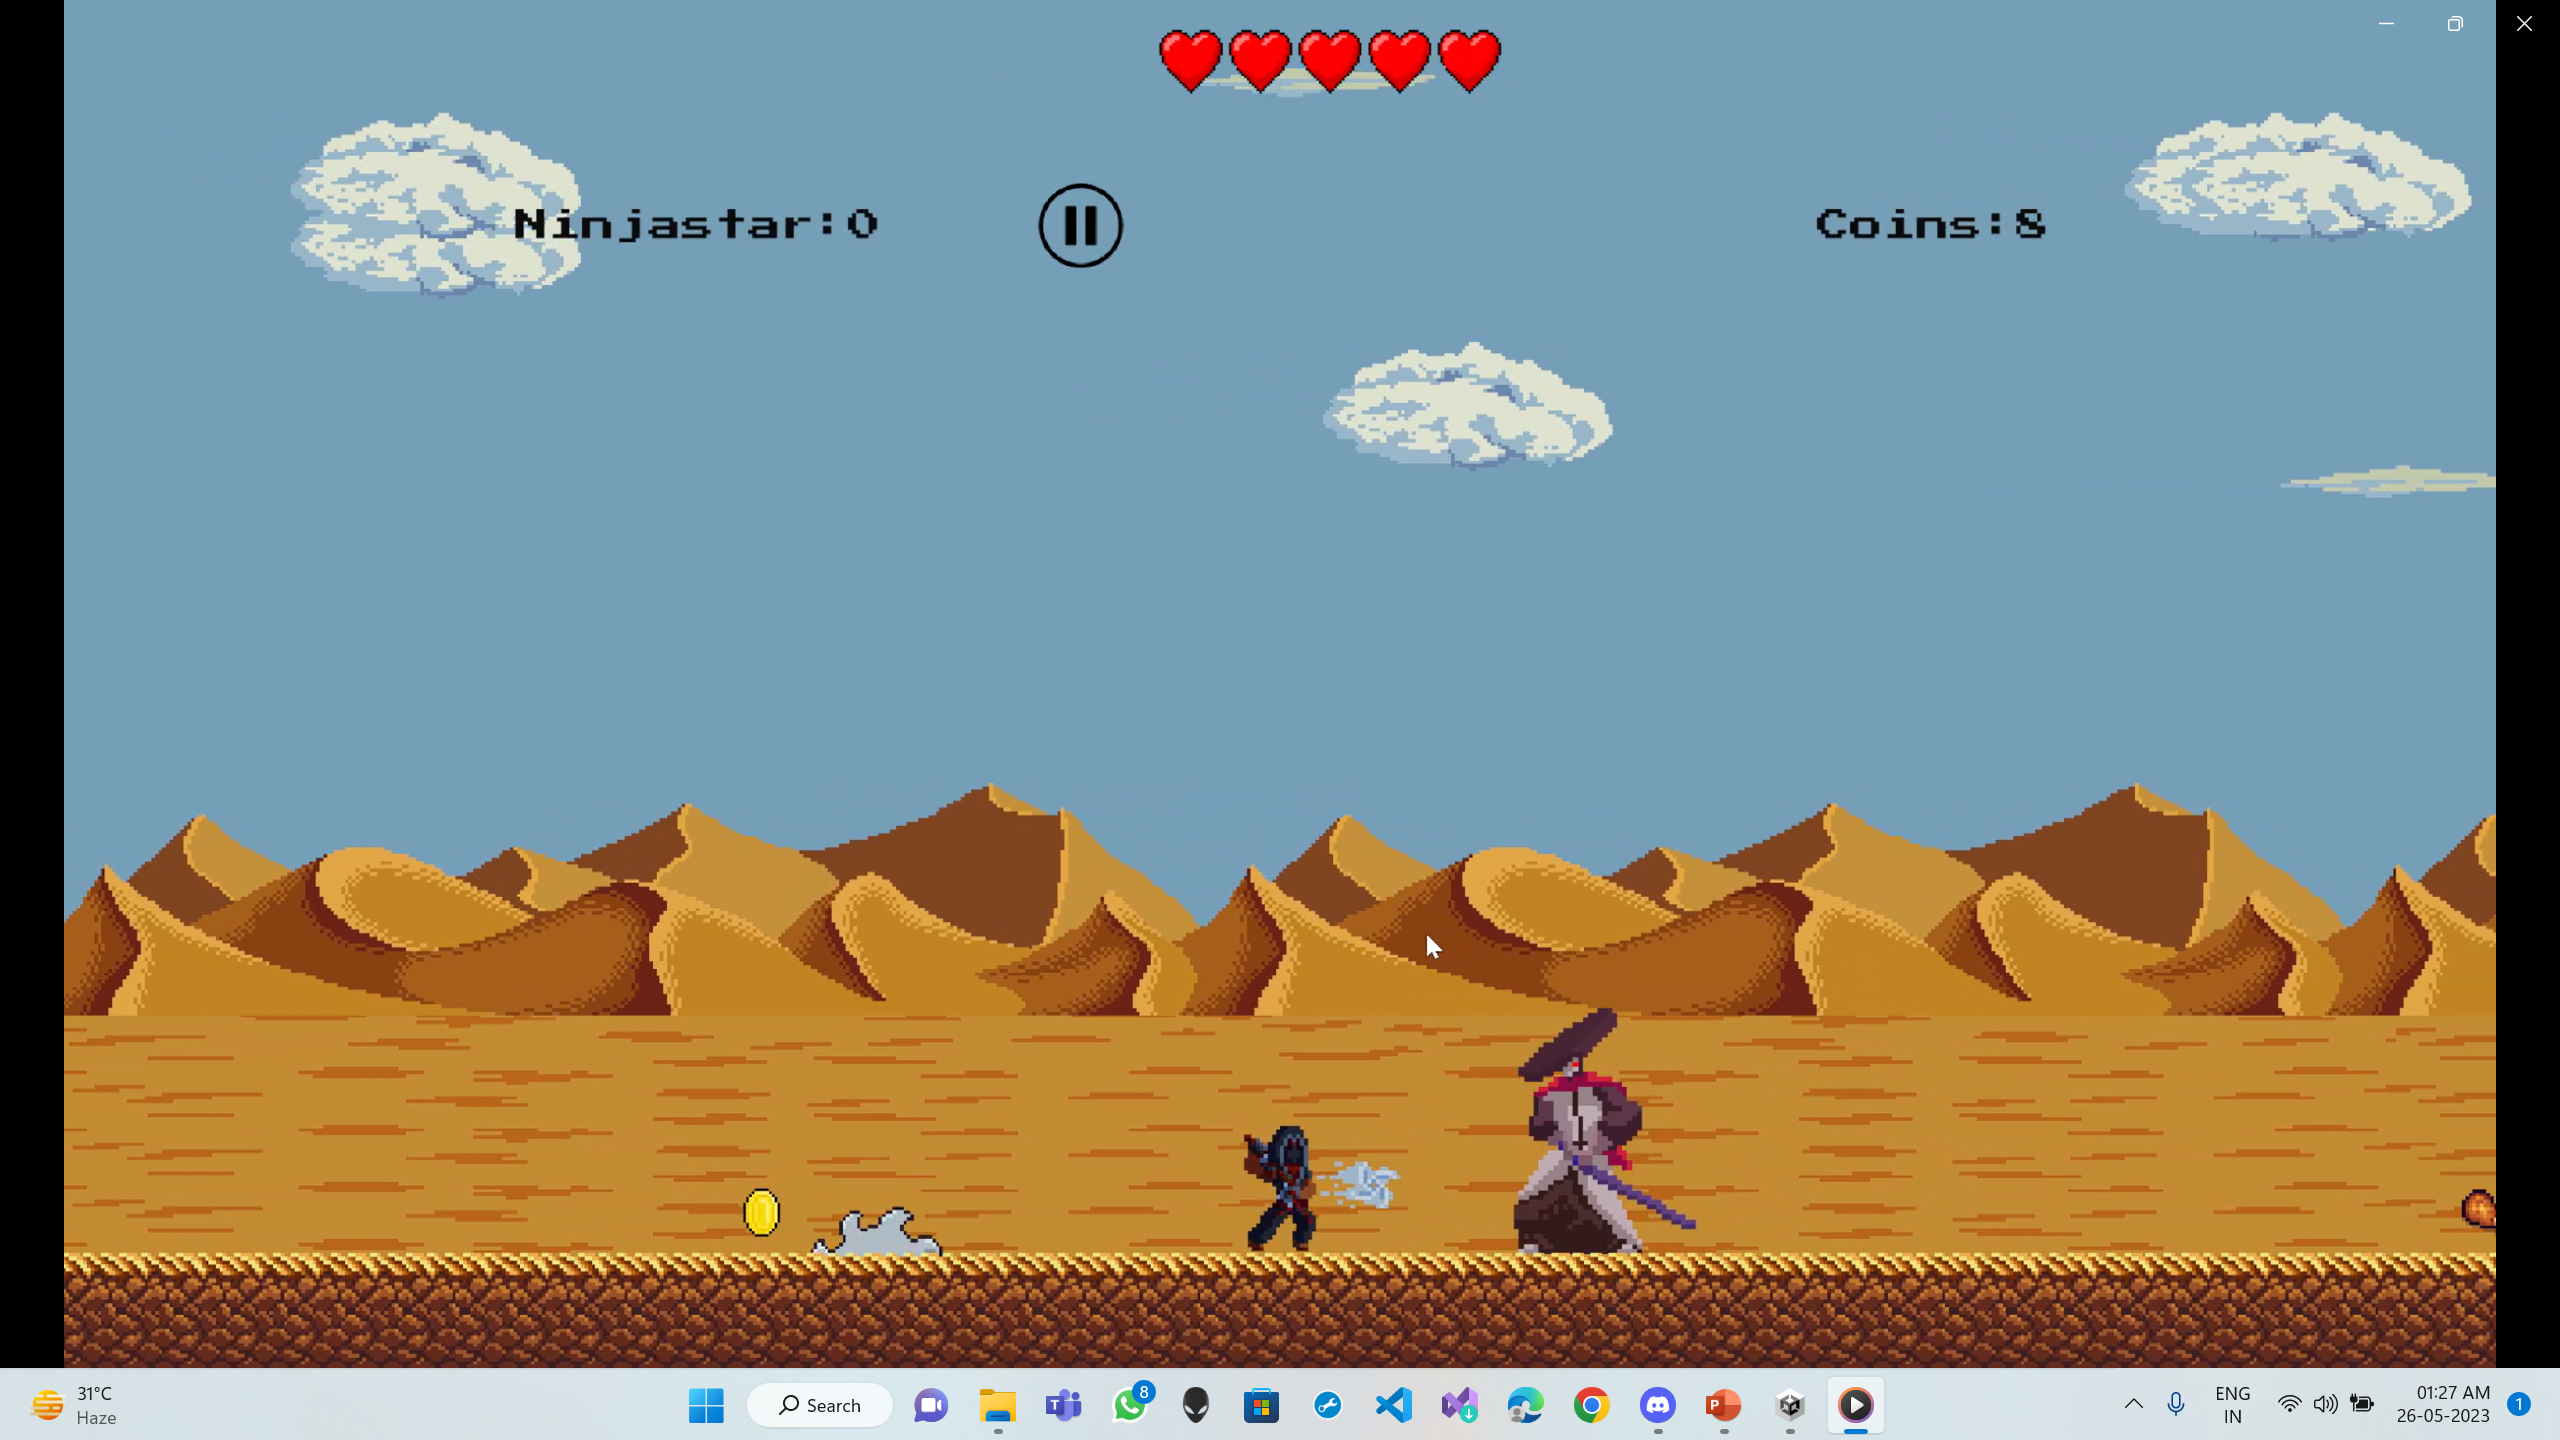 Ninjastar:0
Coins:8
31°C
Haze
Search
8
ENG
IN
01:27 AM
26-05-2023
1